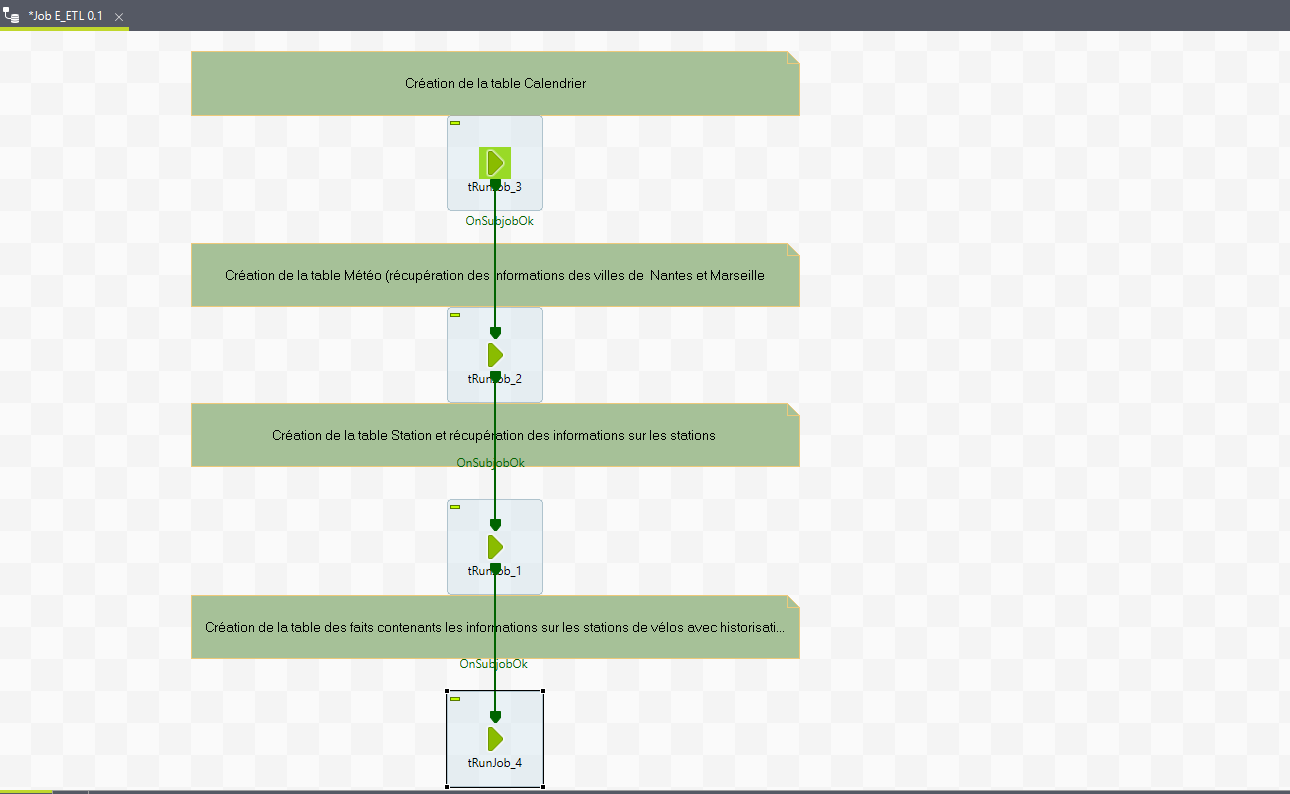 *Job E_ETL 0.1
Création de la table Calendrier
tRunJob_3
OnSubjobOk
Création de la table Météo (récupération des informations des villes de  Nantes et Marseille
tRunJob_2
Création de la table Station et récupération des informations sur les stations
OnSubjobOk
tRunJob_1
Création de la table des faits contenants les informations sur les stations de vélos avec historisati...
OnSubjobOk
tRunJob_4